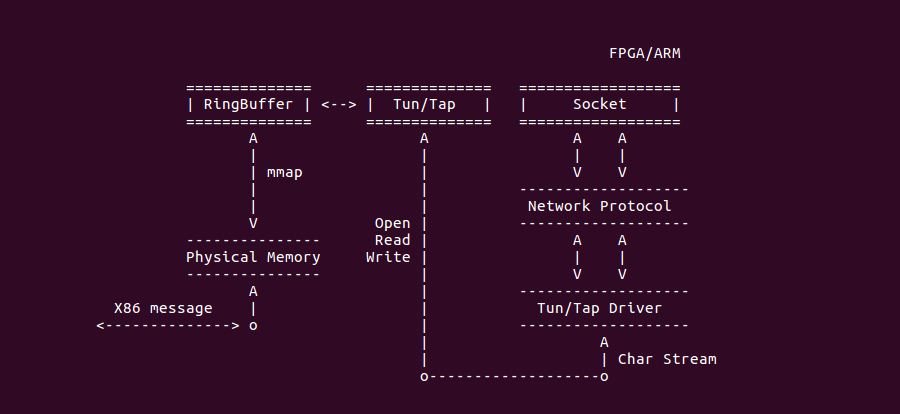 FPGA/ARM
==============      ==============   ==================
| RingBuffer | <--> |  Tun/Tap   |   |     Socket     |
==============      ==============   ==================
A                  A                A    A
|                  |                |    |
| mmap             |                V    V
|                  |          -------------------
|                  |           Network Protocol
V             Open |          -------------------
---------------       Read |                A    A
Physical Memory     Write |                |    |
---------------            |                V    V
A                  |          -------------------
X86 message    |                  |            Tun/Tap Driver
<--------------> o                  |          -------------------
|                   A
|                   | Char Stream
o-------------------o